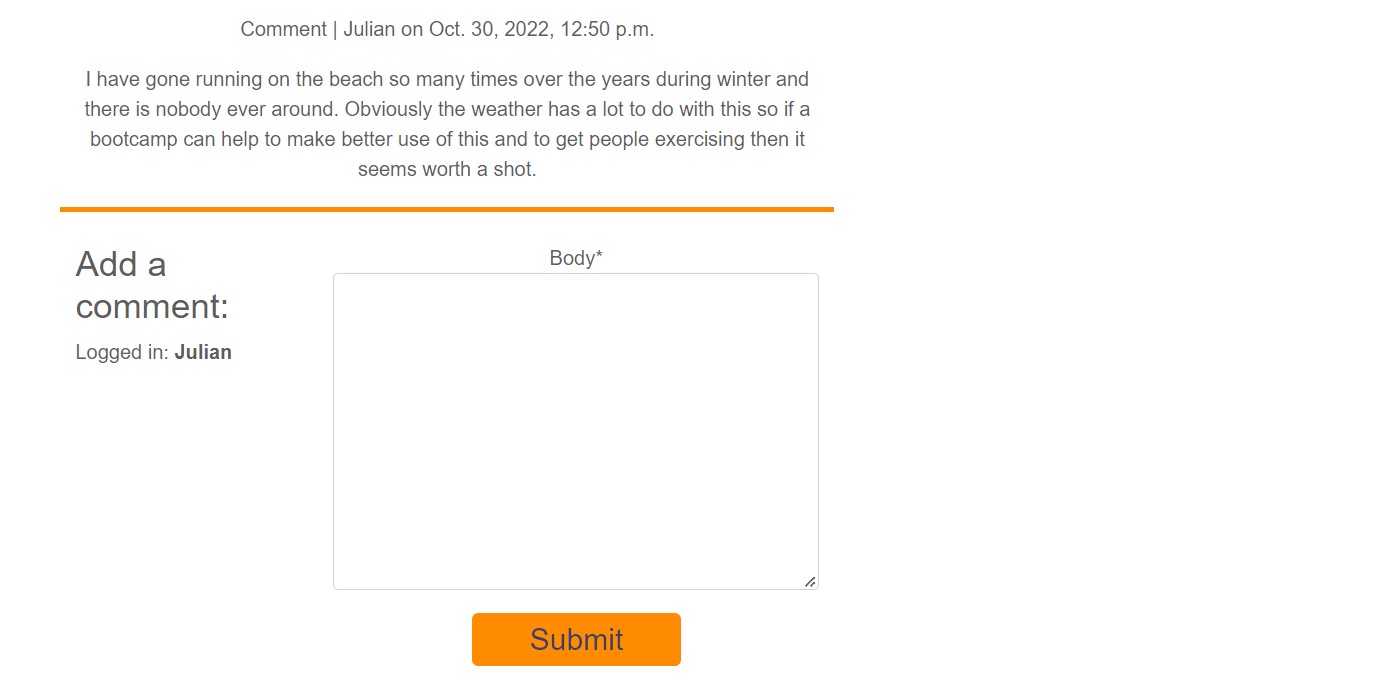 Comment | Julian on Oct. 30, 2022, 12:50 p.m.
I have gone running on the beach so many times over the years during winter and
there is nobody ever around. Obviously the weather has a lot to do with this so if a
bootcamp can help to make better use of this and to get people exercising then it
seems worth a shot.
Add a
comment:
Logged in: Julian
Body*
Submit